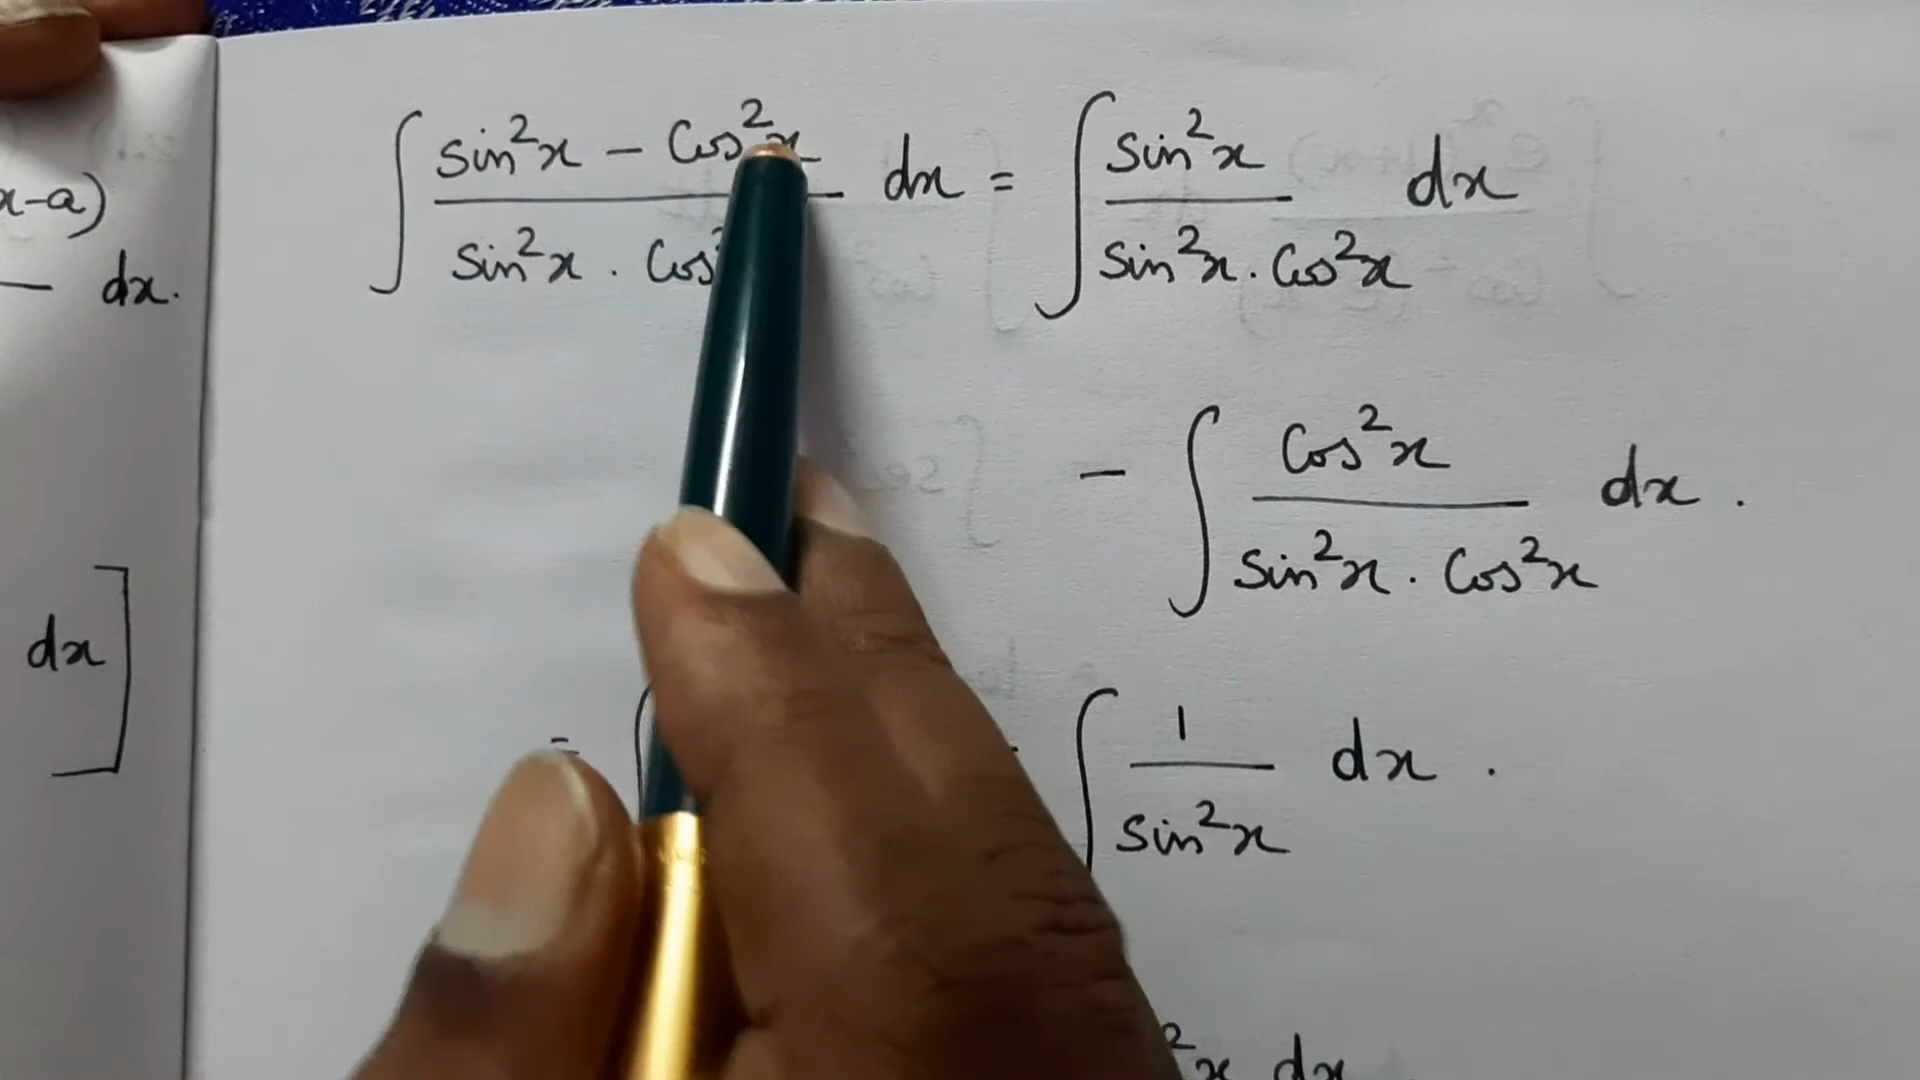 x-a)
dx.
dx]
∫ sin²x - Cos²x / sin²x . Cos dx = ∫ sin²x / sin²x . Cos²x dx
- ∫ Cos²x / sin²x . Cos²x dx .
= ∫ ∫ 1 / sin²x dx .
²x dx